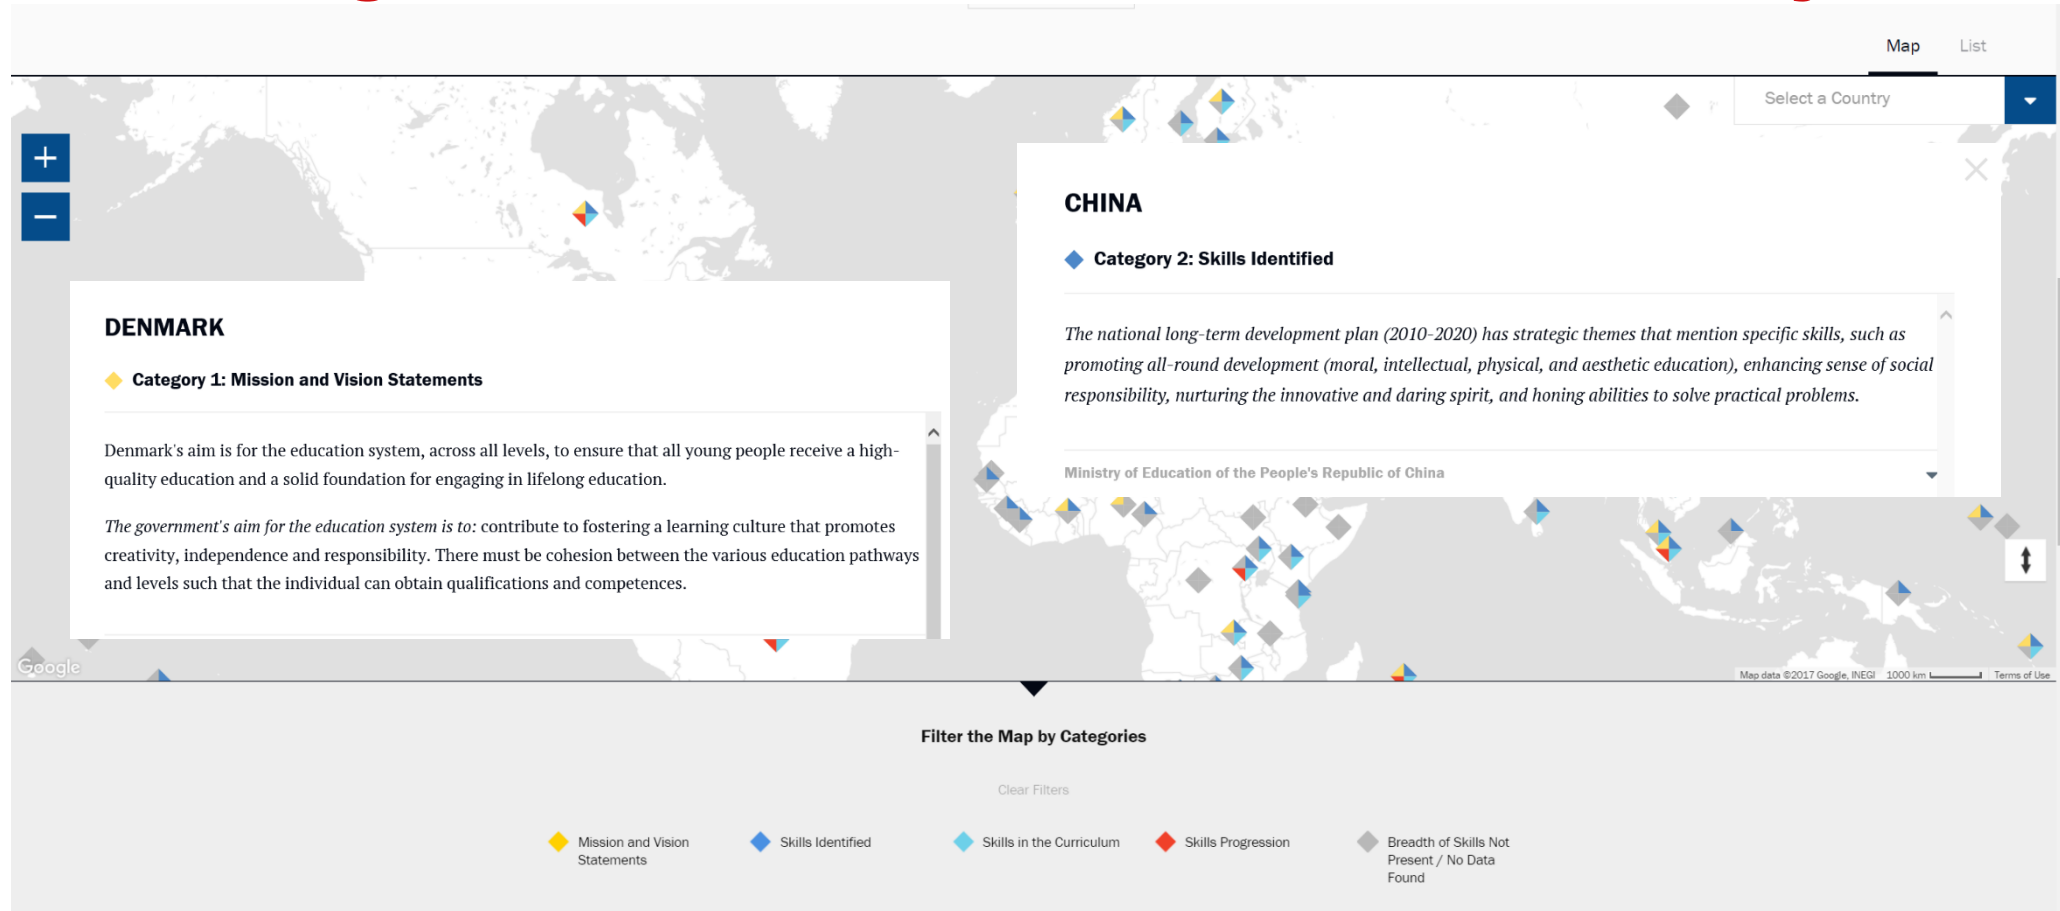 Map List
Select a Country
CHINA
Category 2: Skills Identified
The national long-term development plan (2010-2020) has strategic themes that mention specific skills, such as
promoting all-round development (moral, intellectual, physical, and aesthetic education), enhancing sense of social
responsibility, nurturing the innovative and daring spirit, and honing abilities to solve practical problems.
Ministry of Education of the People's Republic of China
DENMARK
Category 1: Mission and Vision Statements
Denmark's aim is for the education system, across all levels, to ensure that all young people receive a high-
quality education and a solid foundation for engaging in lifelong education.
The government's aim for the education system is to: contribute to fostering a learning culture that promotes
creativity, independence and responsibility. There must be cohesion between the various education pathways
and levels such that the individual can obtain qualifications and competences.
Google
Map data ©2017 Google, INEGI 1000 km Terms of Use
Filter the Map by Categories
Clear Filters
Mission and Vision
Statements
Skills Identified
Skills in the Curriculum
Skills Progression
Breadth of Skills Not
Present / No Data
Found